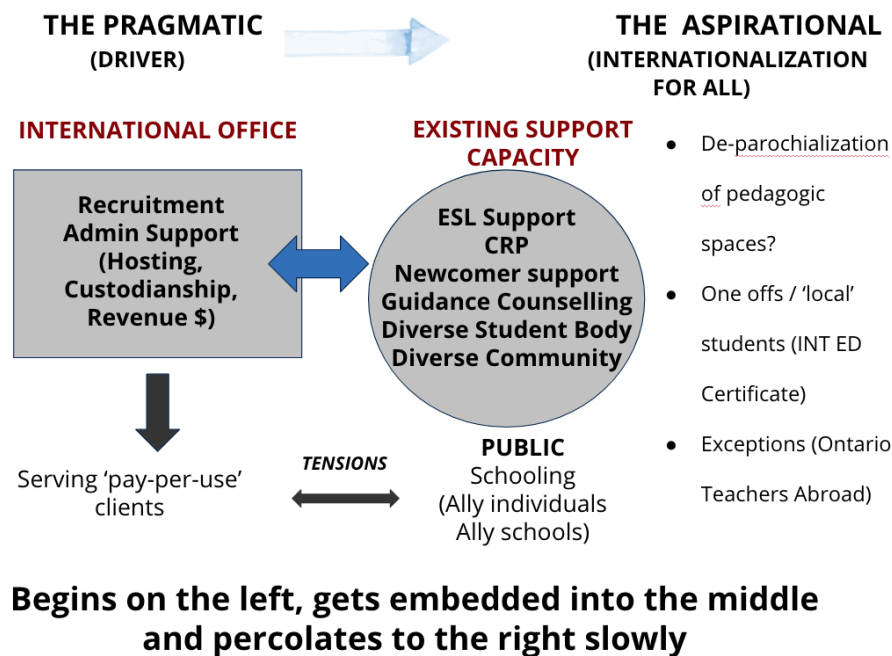 THE PRAGMATIC
(DRIVER)
THE ASPIRATIONAL
(INTERNATIONALIZATION
FOR ALL)
INTERNATIONAL OFFICE
Recruitment
Admin Support
(Hosting,
Custodianship,
Revenue $)
Serving ‘pay-per-use’
clients
TENSIONS
EXISTING SUPPORT
CAPACITY
ESL Support
CRP
Newcomer support
Guidance Counselling
Diverse Student Body
Diverse Community
PUBLIC
Schooling
(Ally individuals
Ally schools)
● De-parochialization
of pedagogic
spaces?
● One offs / ‘local’
students (INT ED
Certificate)
● Exceptions (Ontario
Teachers Abroad)
Begins on the left, gets embedded into the middle
and percolates to the right slowly